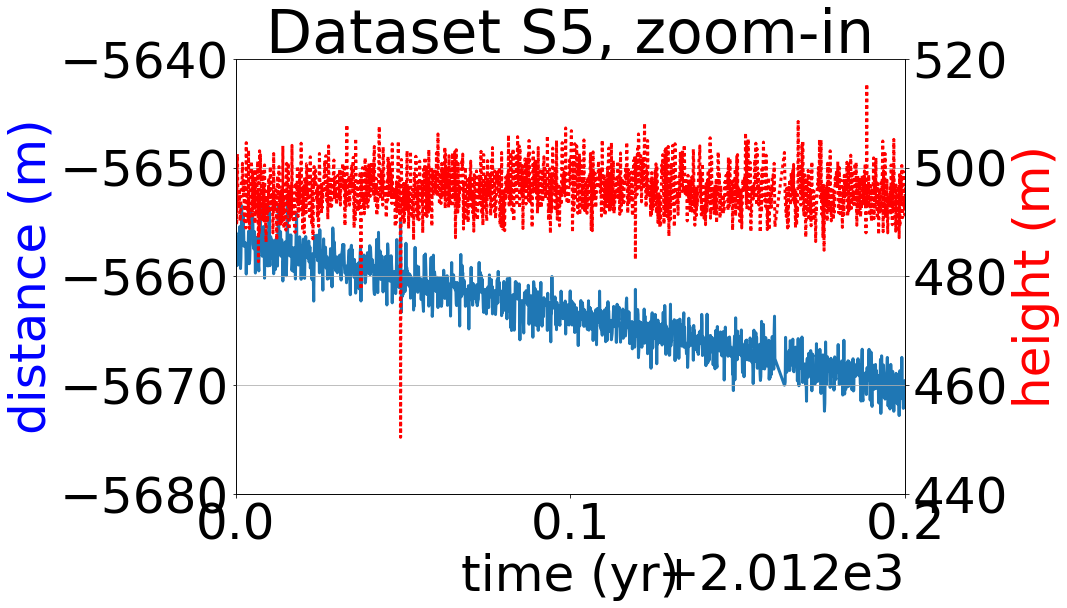 Dataset S5, zoom-in
−5640
−5650
−5660
−5670
−5680
distance (m)
520
500
480
460
440
height (m)
0.0
0.1
0.2
time (yr)
+2.012e3